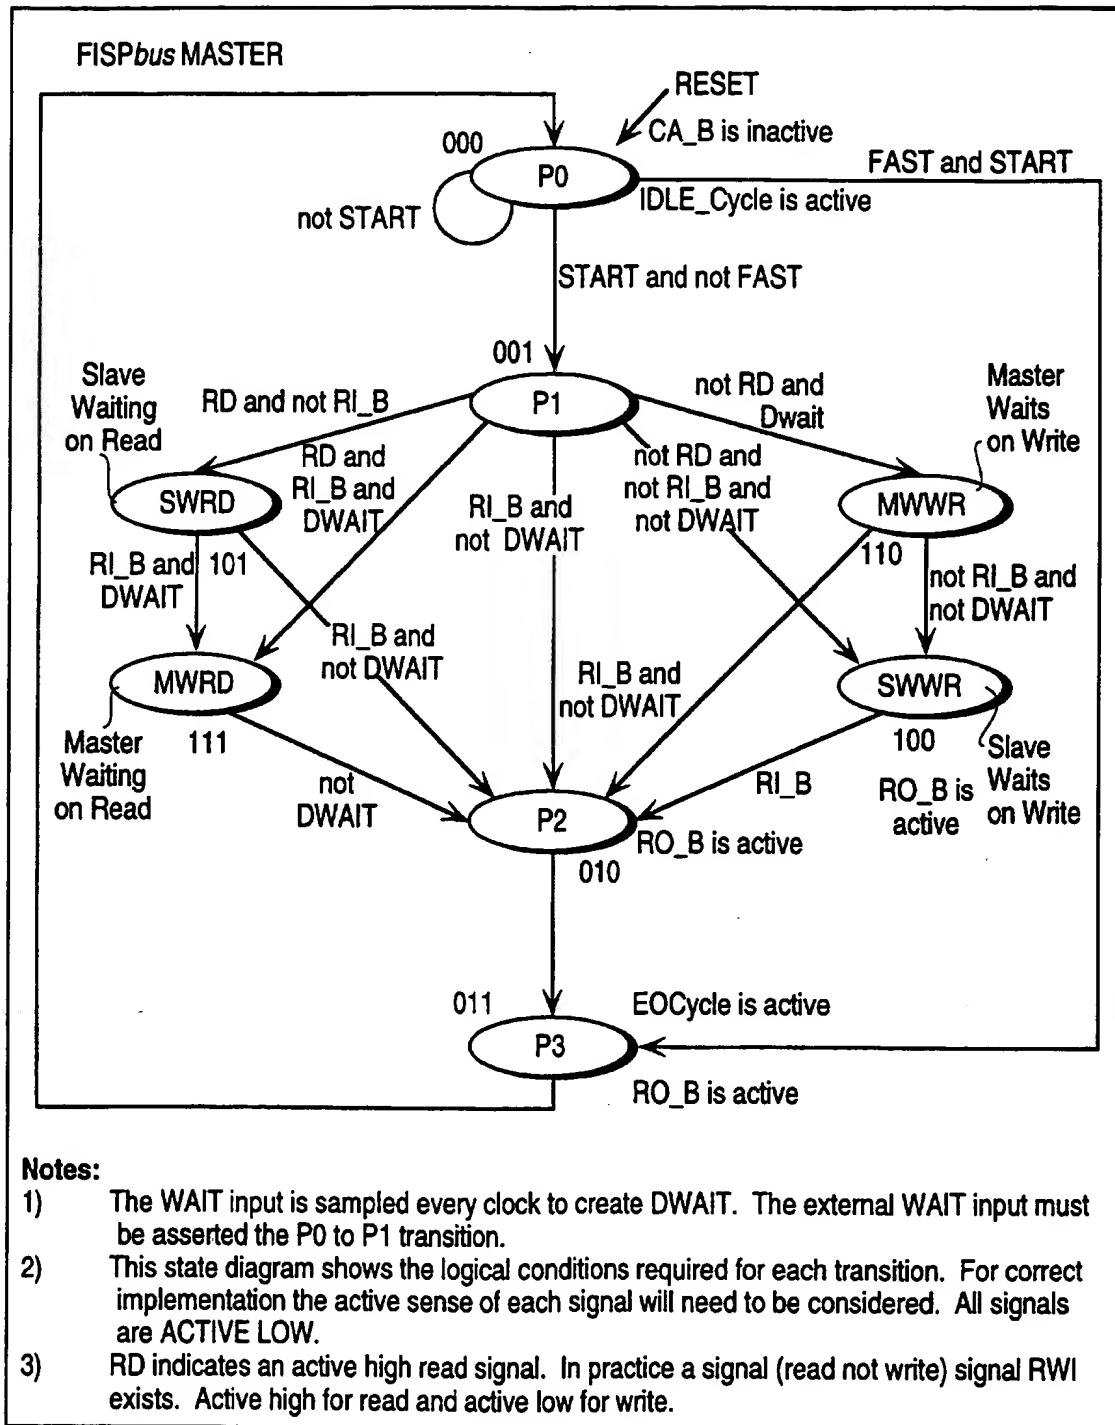 FISPbus MASTER
RESET
000
CA_B is inactive
P0
FAST and START
IDLE_Cycle is active
not START
START and not FAST
001
P1
Slave
Waiting
on Read
RD and not RI_B
not RD and
Dwait
Master
Waits
on Write
RD and
RI_B and
DWAIT
RI_B and
not DWAIT
not RD and
not RI_B and
not DWAIT
SWRD
MWWR
101
110
RI_B and
DWAIT
RI_B and
not DWAIT
not RI_B and
not DWAIT
MWRD
RI_B and
not DWAIT
SWWR
111
100
Master
Waiting
on Read
not
DWAIT
RI_B
RO_B is
active
Slave
Waits
on Write
P2
RO_B is active
010
011
EOCycle is active
P3
RO_B is active
Notes:
1) The WAIT input is sampled every clock to create DWAIT. The external WAIT input must
be asserted the P0 to P1 transition.
2) This state diagram shows the logical conditions required for each transition. For correct
implementation the active sense of each signal will need to be considered. All signals
are ACTIVE LOW.
3) RD indicates an active high read signal. In practice a signal (read not write) signal RWI
exists. Active high for read and active low for write.